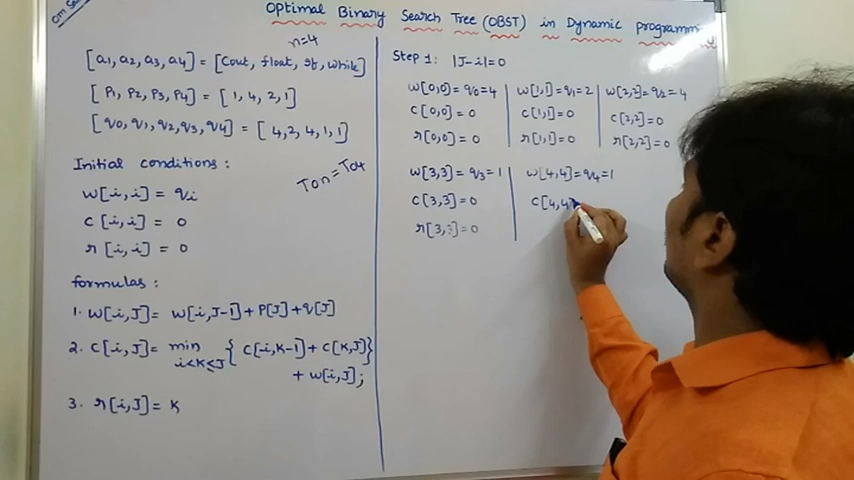 Optimal Binary Search Tree (OBST) in Dynamic programming
n=4
[a1, a2, a3, a4] = [Cout, float, if, while]
[P1, P2, P3, P4] = [1, 4, 2, 1]
[q0, q1, q2, q3, q4] = [4, 2, 4, 1, 1]
Initial conditions :
w[i,i] = qi
c[i,i] = 0
r[i,i] = 0
Ton = To4
formulas :
1. w[i,J] = w[i,J-1] + P[J] + q[J]
2. c[i,J] = min { c[i,K-1] + c[K,J] }
i<K≤J
+ w[i,J];
3. r[i,J] = K
Step 1: |J-i|=0
w[0,0] = q0 = 4
c[0,0] = 0
r[0,0] = 0
w[1,1] = q1 = 2
c[1,1] = 0
r[1,1] = 0
w[2,2] = q2 = 4
c[2,2] = 0
r[2,2] = 0
w[3,3] = q3 = 1
c[3,3] = 0
r[3,3] = 0
w[4,4] = q4 = 1
c[4,4]